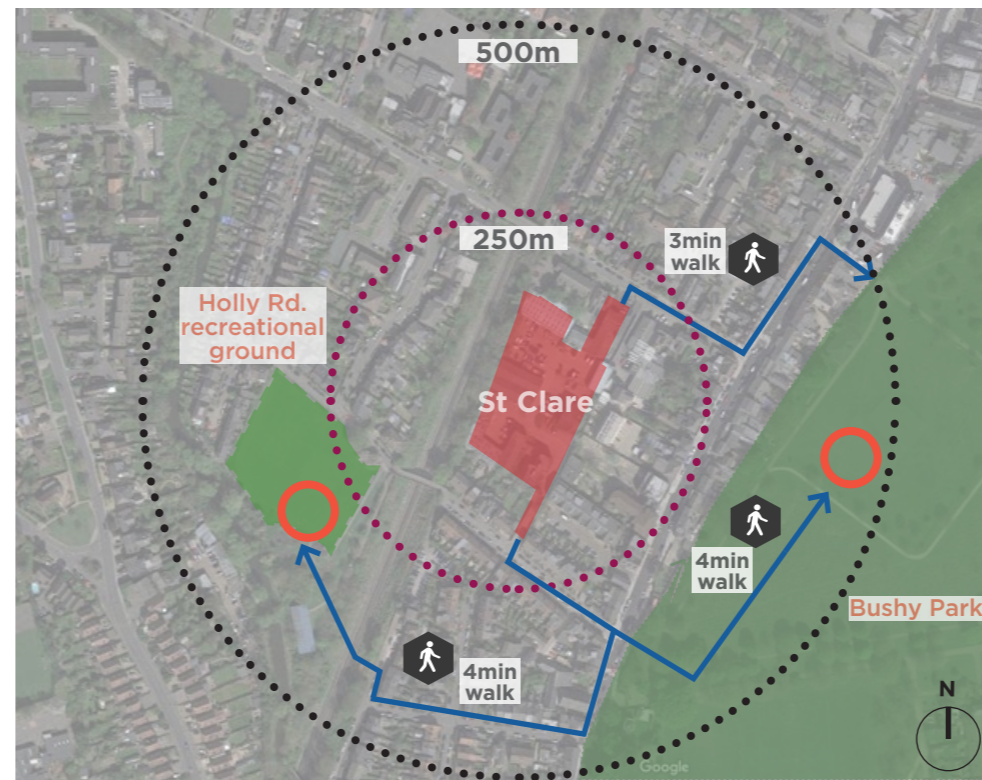 500m
250m
3min
walk
Holly Rd.
recreational
ground
St Clare
4min
walk
Bushy Park
4min
walk
N
Google